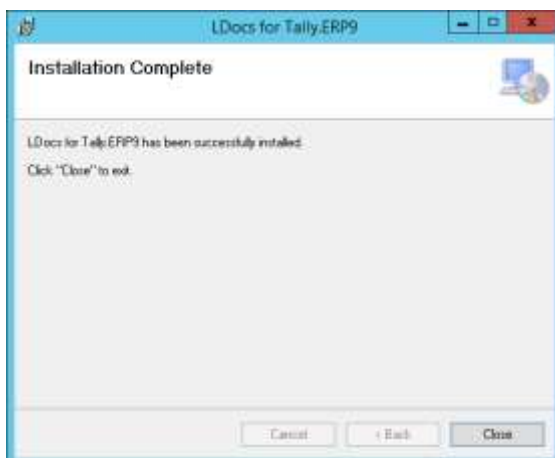 LDocs for Tally.ERP9
Installation Complete
LDocs for Tally.ERP9 has been successfully installed.
Click "Close" to exit.
Cancel
< Back
Close